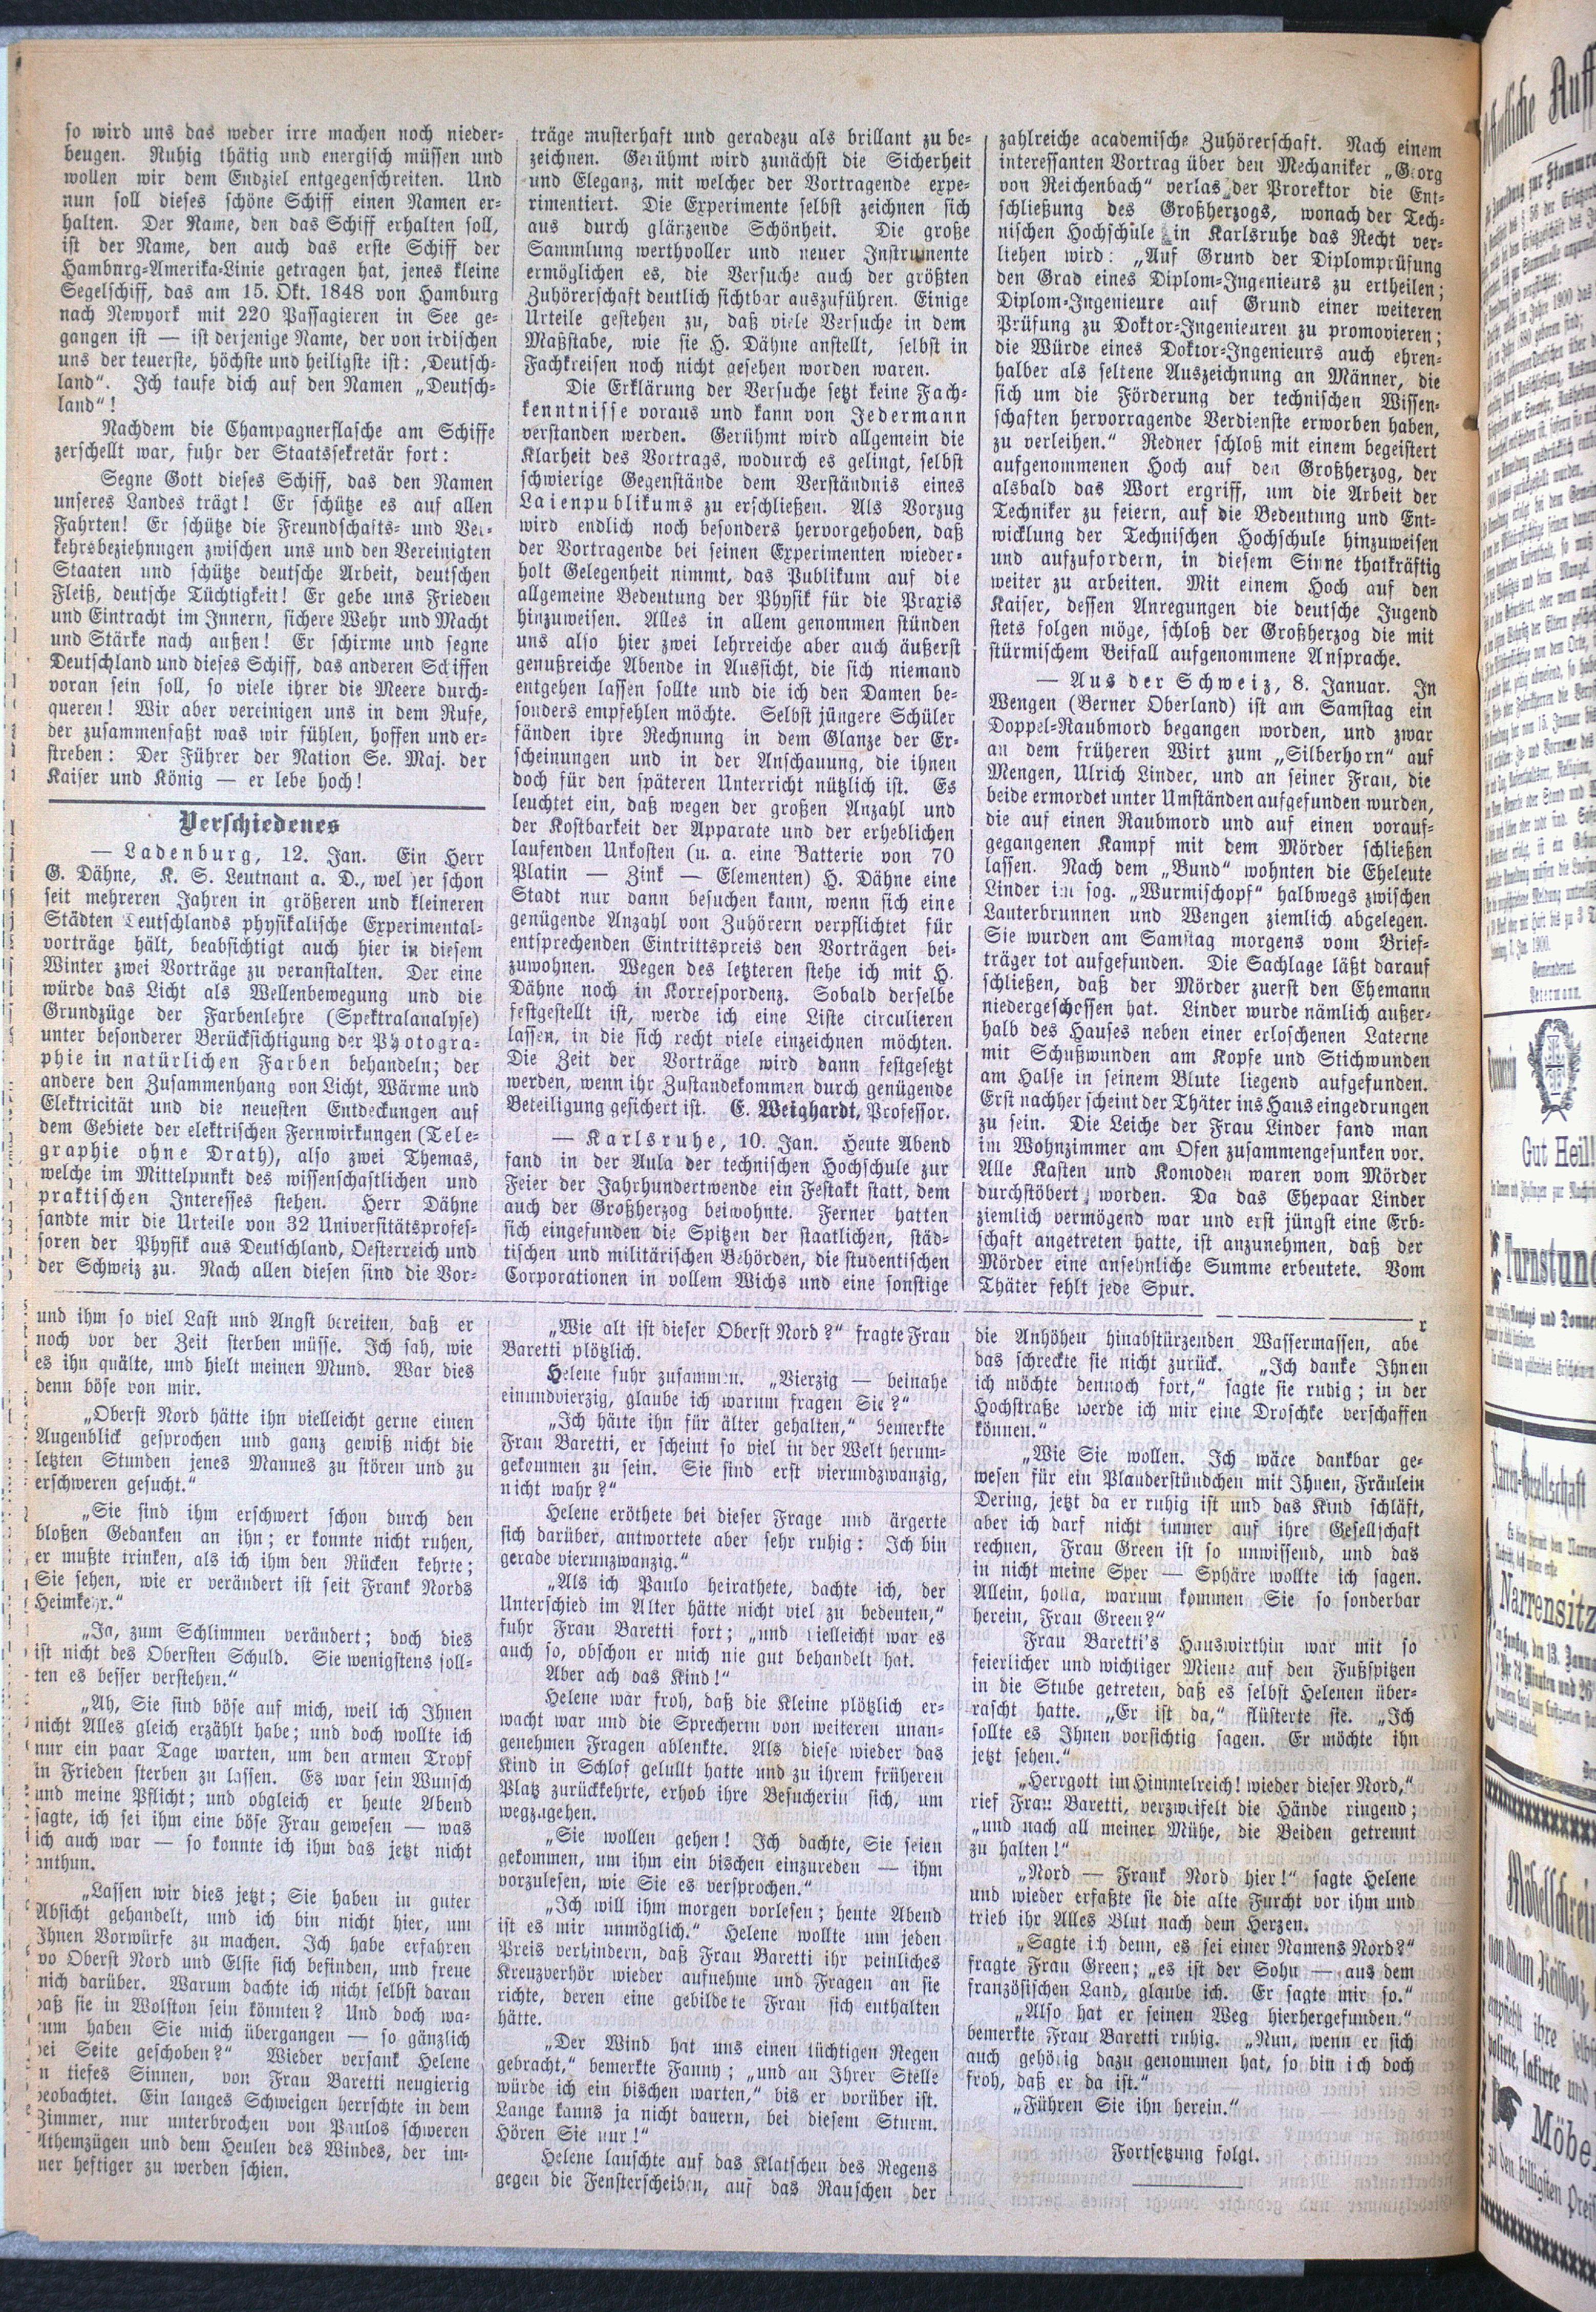 so wird uns das weder irre machen noch nieder-
beugen. Ruhig thätig und energisch müssen und
wollen wir dem Endziel entgegenschreiten. Und
nun soll dieses schöne Schiff einen Namen er-
halten. Der Name, den das Schiff erhalten soll,
ist der Name, den auch das erste Schiff der
Hambnrg-Amerika-Linie getragen hat, jenes kleine
Segelschiff, das am 15. Okt. 1848 von Hamburg
nach Newyork mit 220 Passagieren in See ge-
gangen ist — ist derjenige Name, der von irdischen
uns der teuerste, höchste und heiligste ist: „Deutsch-
land“. Ich taufe dich auf den Namen „Deutsch-
land“!
Nachdem die Champagnerflasche am Schiffe
zerschellt war, fuhr der Staatssekretär fort:
Segne Gott dieses Schiff, das den Namen
unseres Landes trägt! Er schütze es auf allen
Fahrten! Er schütze die Freundschafts- und Ver-
kehrsbeziehnngen zwischen uns und den Vereinigten
Staaten und schütze deutsche Arbeit, deutschen
Fleiß, deutsche Tüchtigkeit! Er gebe uns Frieden
und Eintracht im Innern, sichere Wehr und Macht
und Stärke nach außen! Er schirme und segne
Deutschland und dieses Schiff, das anderen Schiffen
voran sein soll, so viele ihrer die Meere durch-
queren! Wir aber vereinigen uns in dem Rufe,
der zusammenfaßt was wir fühlen, hoffen und er-
streben: Der Führer der Nation Se. Maj. der
Kaiser und König — er lebe hoch!
Verschiedenes
— Ladenburg, 12. Jan. Ein Herr
G. Dähne, K. S. Leutnant a. D., welcher schon
seit mehreren Jahren in größeren und kleineren
Städten Deutschlands physikalische Experimental-
vorträge hält, beabsichtigt auch hier in diesem
Winter zwei Vorträge zu veranstalten. Der eine
würde das Licht als Wellenbewegung und die
Grundzüge der Farbenlehre (Spektralanalyse)
unter besonderer Berücksichtigung der Photogra-
phie in natürlichen Farben behandeln; der
andere den Zusammenhang von Licht, Wärme und
Elektricität und die neuesten Entdeckungen auf
dem Gebiete der elektrischen Fernwirkungen (Tele-
graphie ohne Drath), also zwei Themas,
welche im Mittelpunkt des wissenschaftlichen und
praktischen Interesses stehen. Herr Dähne
sandte mir die Urteile von 32 Universitätsprofes-
soren der Physik aus Deutschland, Oesterreich und
der Schweiz zu. Nach allen diesen sind die Vor-
träge musterhaft und geradezu als brillant zu be-
zeichnen. Gerühmt wird zunächst die Sicherheit
und Eleganz, mit welcher der Vortragende expe-
rimentiert. Die Experimente selbst zeichnen sich
aus durch glänzende Schönheit. Die große
Sammlung werthvoller und neuer Instrumente
ermöglichen es, die Versuche auch der größten
Zuhörerschaft deutlich sichtbar auszuführen. Einige
Urteile gestehen zu, daß viele Versuche in dem
Maßstabe, wie sie H. Dähne anstellt, selbst in
Fachkreisen noch nicht gesehen worden waren.
Die Erklärung der Versuche setzt keine Fach-
kenntnisse voraus und kann von Jedermann
verstanden werden. Gerühmt wird allgemein die
Klarheit des Vortrags, wodurch es gelingt, selbst
schwierige Gegenstände dem Verständnis eines
Laienpublikums zu erschließen. Als Vorzug
wird endlich noch besonders hervorgehoben, daß
der Vortragende bei seinen Experimenten wieder-
holt Gelegenheit nimmt, das Publikum auf die
allgemeine Bedeutung der Physik für die Praxis
hinzuweisen. Alles in allem genommen stünden
uns also hier zwei lehrreiche aber auch äußerst
genußreiche Abende in Aussicht, die sich niemand
entgehen lassen sollte und die ich den Damen be-
sonders empfehlen möchte. Selbst jüngere Schüler
fänden ihre Rechnung in dem Glanze der Er-
scheinungen und in der Anschauung, die ihnen
doch für den späteren Unterricht nützlich ist. Es
leuchtet ein, daß wegen der großen Anzahl und
der Kostbarkeit der Apparate und der erheblichen
laufenden Unkosten (u. a. eine Batterie von 70
Platin — Zink — Elementen) H. Dähne eine
Stadt nur dann besuchen kann, wenn sich eine
genügende Anzahl von Zuhörern verpflichtet für
entsprechenden Eintrittspreis den Vorträgen bei-
zuwohnen. Wegen des letzteren stehe ich mit H.
Dähne noch in Korrespondenz. Sobald derselbe
festgestellt ist, werde ich eine Liste circulieren
lassen, in die sich recht viele einzeichnen möchten.
Die Zeit der Vorträge wird dann festgesetzt
werden, wenn ihr Zustandekommen durch genügende
Beteiligung gesichert ist. E. Weighardt, Professor.
— Karlsruhe, 10. Jan. Heute Abend
fand in der Aula der technischen Hochschule zur
Feier der Jahrhundertwende ein Festakt statt, dem
auch der Großherzog beiwohnte. Ferner hatten
sich eingefunden die Spitzen der staatlichen, städ-
tischen und militärischen Behörden, die studentischen
Corporationen in vollem Wichs und eine sonstige
zahlreiche academische Zuhörerschaft. Nach einem
interessanten Vortrag über den Mechaniker „Georg
von Reichenbach“ verlas der Prorektor die Ent-
schließung des Großherzogs, wonach der Tech-
nischen Hochschule in Karlsruhe das Recht ver-
liehen wird: „Auf Grund der Diplomprüfung
den Grad eines Diplom-Ingenieurs zu ertheilen;
Diplom-Ingenieure auf Grund einer weiteren
Prüfung zu Doktor-Ingenieuren zu promovieren;
die Würde eines Doktor-Ingenieurs auch ehren-
halber als seltene Auszeichnung an Männer, die
sich um die Förderung der technischen Wissen-
schaften hervorragende Verdienste erworben haben,
zu verleihen.“ Redner schloß mit einem begeistert
aufgenommenen Hoch auf den Großherzog, der
alsbald das Wort ergriff, um die Arbeit der
Techniker zu feiern, auf die Bedeutung und Ent-
wicklung der Technischen Hochschule hinzuweisen
und aufzufordern, in diesem Sinne thatkräftig
weiter zu arbeiten. Mit einem Hoch auf den
Kaiser, dessen Anregungen die deutsche Jugend
stets folgen möge, schloß der Großherzog die mit
stürmischem Beifall aufgenommene Ansprache.
— Aus der Schweiz, 8. Januar. In
Wengen (Berner Oberland) ist am Samstag ein
Doppel-Raubmord begangen worden, und zwar
an dem früheren Wirt zum „Silberhorn“ auf
Mengen, Ulrich Linder, und an seiner Frau, die
beide ermordet unter Umständen aufgefunden wurden,
die auf einen Raubmord und auf einen vorauf-
gegangenen Kampf mit dem Mörder schließen
lassen. Nach dem „Bund“ wohnten die Eheleute
Linder im sog. „Wurmischopf“ halbwegs zwischen
Lauterbrunnen und Wengen ziemlich abgelegen.
Sie wurden am Samstag morgens vom Brief-
träger tot aufgefunden. Die Sachlage läßt darauf
schließen, daß der Mörder zuerst den Ehemann
niedergeschossen hat. Linder wurde nämlich außer-
halb des Hauses neben einer erloschenen Laterne
mit Schußwunden am Kopfe und Stichwunden
am Halse in seinem Blute liegend aufgefunden.
Erst nachher scheint der Thäter ins Haus eingedrungen
zu sein. Die Leiche der Frau Linder fand man
im Wohnzimmer am Ofen zusammengesunken vor.
Alle Kasten und Komoden waren vom Mörder
durchstöbert worden. Da das Ehepaar Linder
ziemlich vermögend war und erst jüngst eine Erb-
schaft angetreten hatte, ist anzunehmen, daß der
Mörder eine ansehnliche Summe erbeutete. Vom
Thäter fehlt jede Spur.
und ihm so viel Last und Angst bereiten, daß er
noch vor der Zeit sterben müsse. Ich sah, wie
es ihn quälte, und hielt meinen Mund. War dies
denn böse von mir.
„Oberst Nord hätte ihn vielleicht gerne einen
Augenblick gesprochen und ganz gewiß nicht die
letzten Stunden jenes Mannes zu stören und zu
erschweren gesucht.“
„Sie sind ihm erschwert schon durch den
bloßen Gedanken an ihn; er konnte nicht ruhen,
er mußte trinken, als ich ihm den Rücken kehrte;
Sie sehen, wie er verändert ist seit Frank Nords
Heimkehr.“
„Ja, zum Schlimmen verändert; doch dies
ist nicht des Obersten Schuld. Sie wenigstens soll-
ten es besser verstehen.“
„Ah, Sie sind böse auf mich, weil ich Ihnen
nicht Alles gleich erzählt habe; und doch wollte ich
nur ein paar Tage warten, um den armen Tropf
in Frieden sterben zu lassen. Es war sein Wunsch
und meine Pflicht; und obgleich er heute Abend
sagte, ich sei ihm eine böse Frau gewesen — was
ich auch war — so konnte ich ihm das jetzt nicht
anthun.
„Lassen wir dies jetzt; Sie haben in guter
Absicht gehandelt, und ich bin nicht hier, um
Ihnen Vorwürfe zu machen. Ich habe erfahren
wo Oberst Nord und Elsie sich befinden, und freue
mich darüber. Warum dachte ich nicht selbst daran
daß sie in Wolston sein könnten? Und doch wa-
rum haben Sie mich übergangen — so gänzlich
bei Seite geschoben?“ Wieder versank Helene
in tiefes Sinnen, von Frau Baretti neugierig
beobachtet. Ein langes Schweigen herrschte in dem
Zimmer, nur unterbrochen von Paulos schweren
Athemzügen und dem Heulen des Windes, der im-
mer heftiger zu werden schien.
„Wie alt ist dieser Oberst Nord?“ fragte Frau
Baretti plötzlich.
Helene fuhr zusammen. „Vierzig — beinahe
einundvierzig, glaube ich warum fragen Sie?“
„Ich hätte ihn für älter gehalten,“ bemerkte
Frau Baretti, er scheint so viel in der Welt herum-
gekommen zu sein. Sie sind erst vierundzwanzig,
nicht wahr?“
Helene eröthete bei dieser Frage und ärgerte
sich darüber, antwortete aber sehr ruhig: Ich bin
gerade vierunzwanzig.“
„Als ich Paulo heirathete, dachte ich, der
Unterschied im Alter hätte nicht viel zu bedeuten,“
fuhr Frau Baretti fort; „und vielleicht war es
auch so, obschon er mich nie gut behandelt hat.
Aber ach das Kind!“
Helene war froh, daß die Kleine plötzlich er-
wacht war und die Sprecherin von weiteren unan-
genehmen Fragen ablenkte. Als diese wieder das
Kind in Schlof gelullt hatte und zu ihrem früheren
Platz zurückkehrte, erhob ihre Besucherin sich, um
wegzugehen.
„Sie wollen gehen! Ich dachte, Sie seien
gekommen, um ihm ein bischen einzureden — ihm
vorzulesen, wie Sie es versprochen.“
„Ich will ihm morgen vorlesen; heute Abend
ist es mir unmöglich.“ Helene wollte um jeden
Preis verhindern, daß Frau Baretti ihr peinliches
Kreuzverhör wieder aufnehme und Fragen an sie
richte, deren eine gebildete Frau sich enthalten
hätte.
„Der Wind hat uns einen tüchtigen Regen
gebracht,“ bemerkte Fanny; „und an Ihrer Stelle
würde ich ein bischen warten,“ bis er vorüber ist.
Lange kanns ja nicht dauern, bei diesem Sturm.
Hören Sie nur!“
Helene lauschte auf das Klatschen des Regens
gegen die Fensterscheiben, auf das Rauschen der
die Anhöhen hinabstürzenden Wassermassen, abe
r
das schreckte sie nicht zurück. „Ich danke Ihnen
ich möchte dennoch fort,“ sagte sie ruhig; in der
Hochstraße werde ich mir eine Droschke verschaffen
können.“
„Wie Sie wollen. Ich wäre dankbar ge-
wesen für ein Plauderstündchen mit Ihnen, Fräulein
Dering, jetzt da er ruhig ist und das Kind schläft,
aber ich darf nicht immer auf ihre Gesellschaft
rechnen, Frau Green ist so unwissend, und das
in nicht meine Sper — Sphäre wollte ich sagen.
Allein, holla, warum kommen Sie so sonderbar
herein, Frau Green?“
Frau Baretti's Hauswirthin war mit so
feierlicher und wichtiger Miene auf den Fußspitzen
in die Stube getreten, daß es selbst Helenen über-
rascht hatte. „Er ist da,“ flüsterte sie. „Ich
sollte es Ihnen vorsichtig sagen. Er möchte ihn
jetzt sehen.“
„Herrgott im Himmelreich! wieder dieser Nord,“
rief Frau Baretti, verzweifelt die Hände ringend;
„und nach all meiner Mühe, die Beiden getrennt
zu halten!“
„Nord — Frank Nord hier!“ sagte Helene
und wieder erfaßte sie die alte Furcht vor ihm und
trieb ihr Alles Blut nach dem Herzen.
„Sagte ich denn, es sei einer Namens Nord?“
fragte Frau Green; „es ist der Sohn — aus dem
französischen Land, glaube ich. Er sagte mir so.“
„Also hat er seinen Weg hierhergefunden.“
bemerkte Frau Baretti ruhig. „Nun, wenn er sich
auch gehörig dazu genommen hat, so bin ich doch
froh, daß er da ist.“
„Führen Sie ihn herein.“
Fortsetzung folgt.
Gemeinderat.
Petermann.
Gut Heil!
Turnstund
Narrensitz
Möbelschrein
Möbel